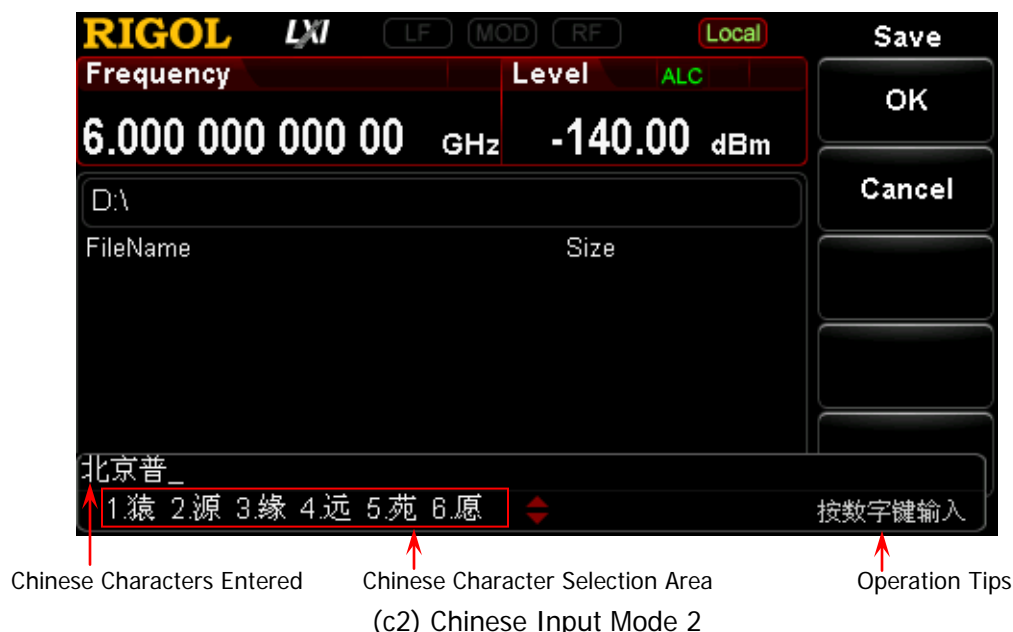 RIGOL LXI LF MOD RF Local Save
Frequency Level ALC OK
6.000 000 000 00 GHz -140.00 dBm
D:\ Cancel
FileName Size
北京普_
1.猿 2.源 3.缘 4.远 5.苑 6.愿 按数字键输入
Chinese Characters Entered Chinese Character Selection Area Operation Tips
(c2) Chinese Input Mode 2